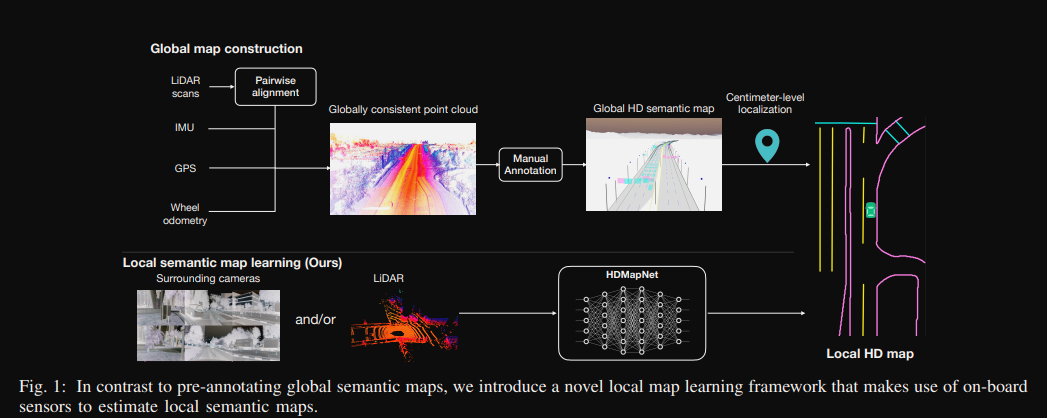 Global map construction
LiDAR
scans
Pairwise
alignment
IMU
GPS
Wheel
odometry
Globally consistent point cloud
Manual
Annotation
Global HD semantic map
Centimeter-level
localization
Local semantic map learning (Ours)
Surrounding cameras
and/or
LiDAR
HDMapNet
Local HD map
Fig. 1: In contrast to pre-annotating global semantic maps, we introduce a novel local map learning framework that makes use of on-board
sensors to estimate local semantic maps.